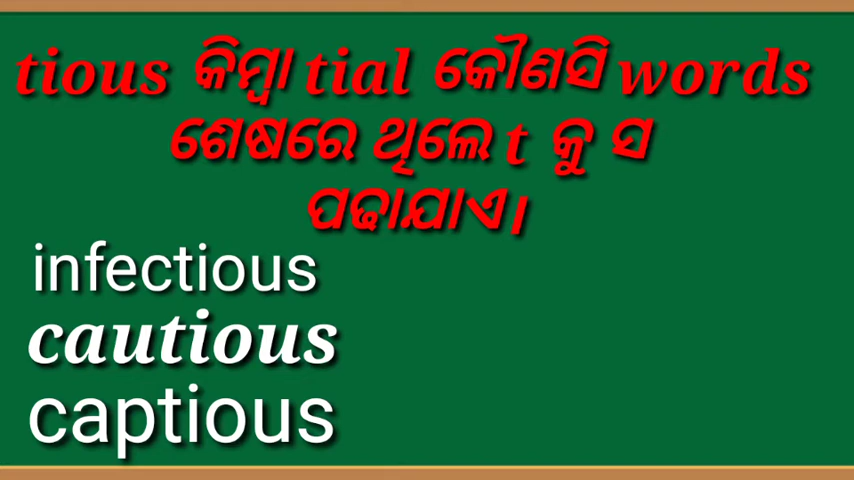 tious କିମ୍ବା tial କୌଣସି words
ଶେଷରେ ଥିଲେ t କୁ ସ
ପଢାଯାଏ।
infectious
cautious
captious